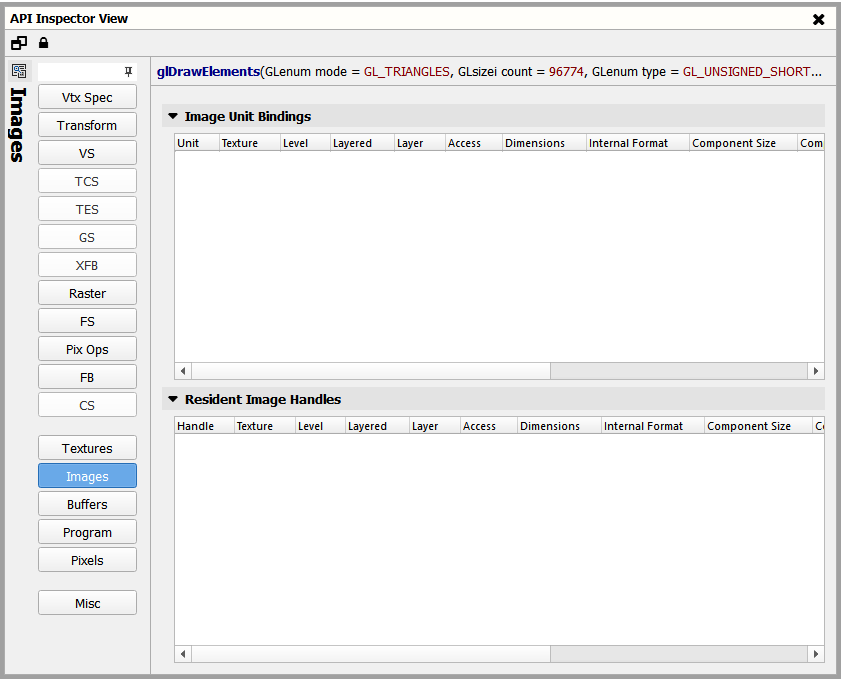 API Inspector View
Images
glDrawElements(GLenum mode = GL_TRIANGLES, GLsizei count = 96774, GLenum type = GL_UNSIGNED_SHORT...
Vtx Spec
Transform
VS
TCS
TES
GS
XFB
Raster
FS
Pix Ops
FB
CS
Textures
Images
Buffers
Program
Pixels
Misc
Image Unit Bindings
Unit Texture Level Layered Layer Access Dimensions Internal Format Component Size Com
Resident Image Handles
Handle Texture Level Layered Layer Access Dimensions Internal Format Component Size